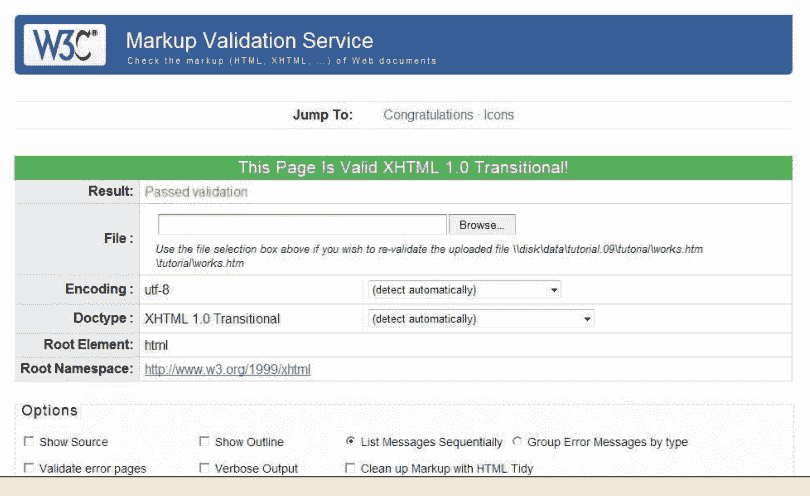 W3C®
Markup Validation Service
Check the markup (HTML, XHTML, ...) of Web documents
Jump To: Congratulations · Icons
This Page Is Valid XHTML 1.0 Transitional!
Result: Passed validation
File : Browse...
Use the file selection box above if you wish to re-validate the uploaded file \\disk\data\tutorial.09\tutorial\works.htm
\tutorial\works.htm
Encoding : utf-8 (detect automatically)
Doctype : XHTML 1.0 Transitional (detect automatically)
Root Element: html
Root Namespace: http://www.w3.org/1999/xhtml
Options
Show Source Show Outline List Messages Sequentially Group Error Messages by type
Validate error pages Verbose Output Clean up Markup with HTML Tidy